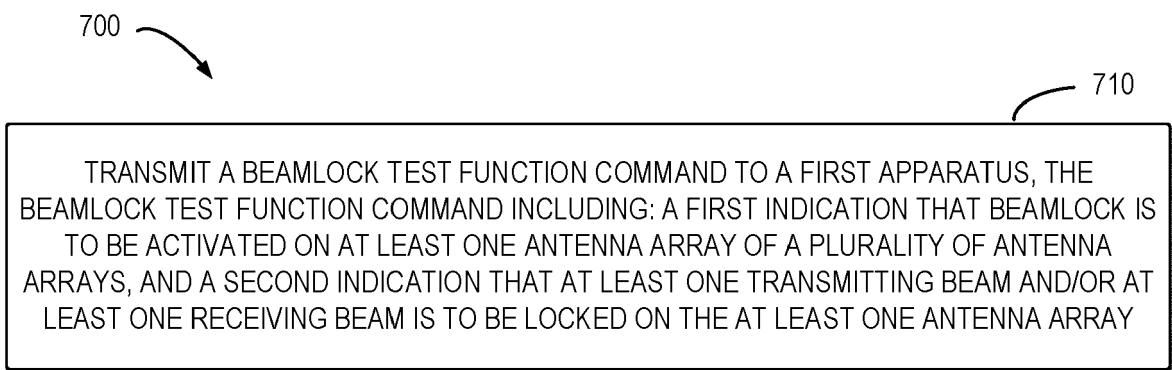 700
710
TRANSMIT A BEAMLOCK TEST FUNCTION COMMAND TO A FIRST APPARATUS, THE
BEAMLOCK TEST FUNCTION COMMAND INCLUDING: A FIRST INDICATION THAT BEAMLOCK IS
TO BE ACTIVATED ON AT LEAST ONE ANTENNA ARRAY OF A PLURALITY OF ANTENNA
ARRAYS, AND A SECOND INDICATION THAT AT LEAST ONE TRANSMITTING BEAM AND/OR AT
LEAST ONE RECEIVING BEAM IS TO BE LOCKED ON THE AT LEAST ONE ANTENNA ARRAY